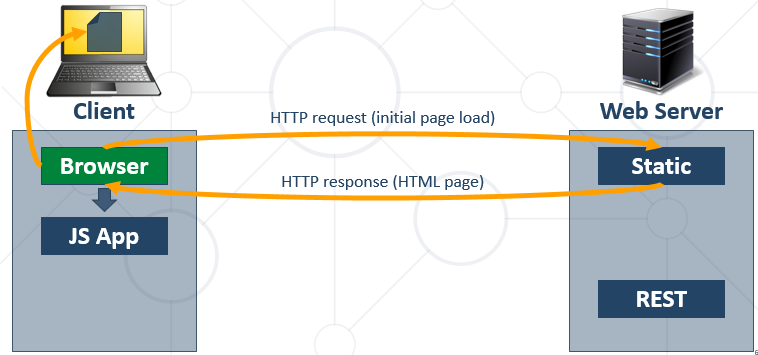 Client
Web Server
HTTP request (initial page load)
Browser
Static
HTTP response (HTML page)
JS App
REST